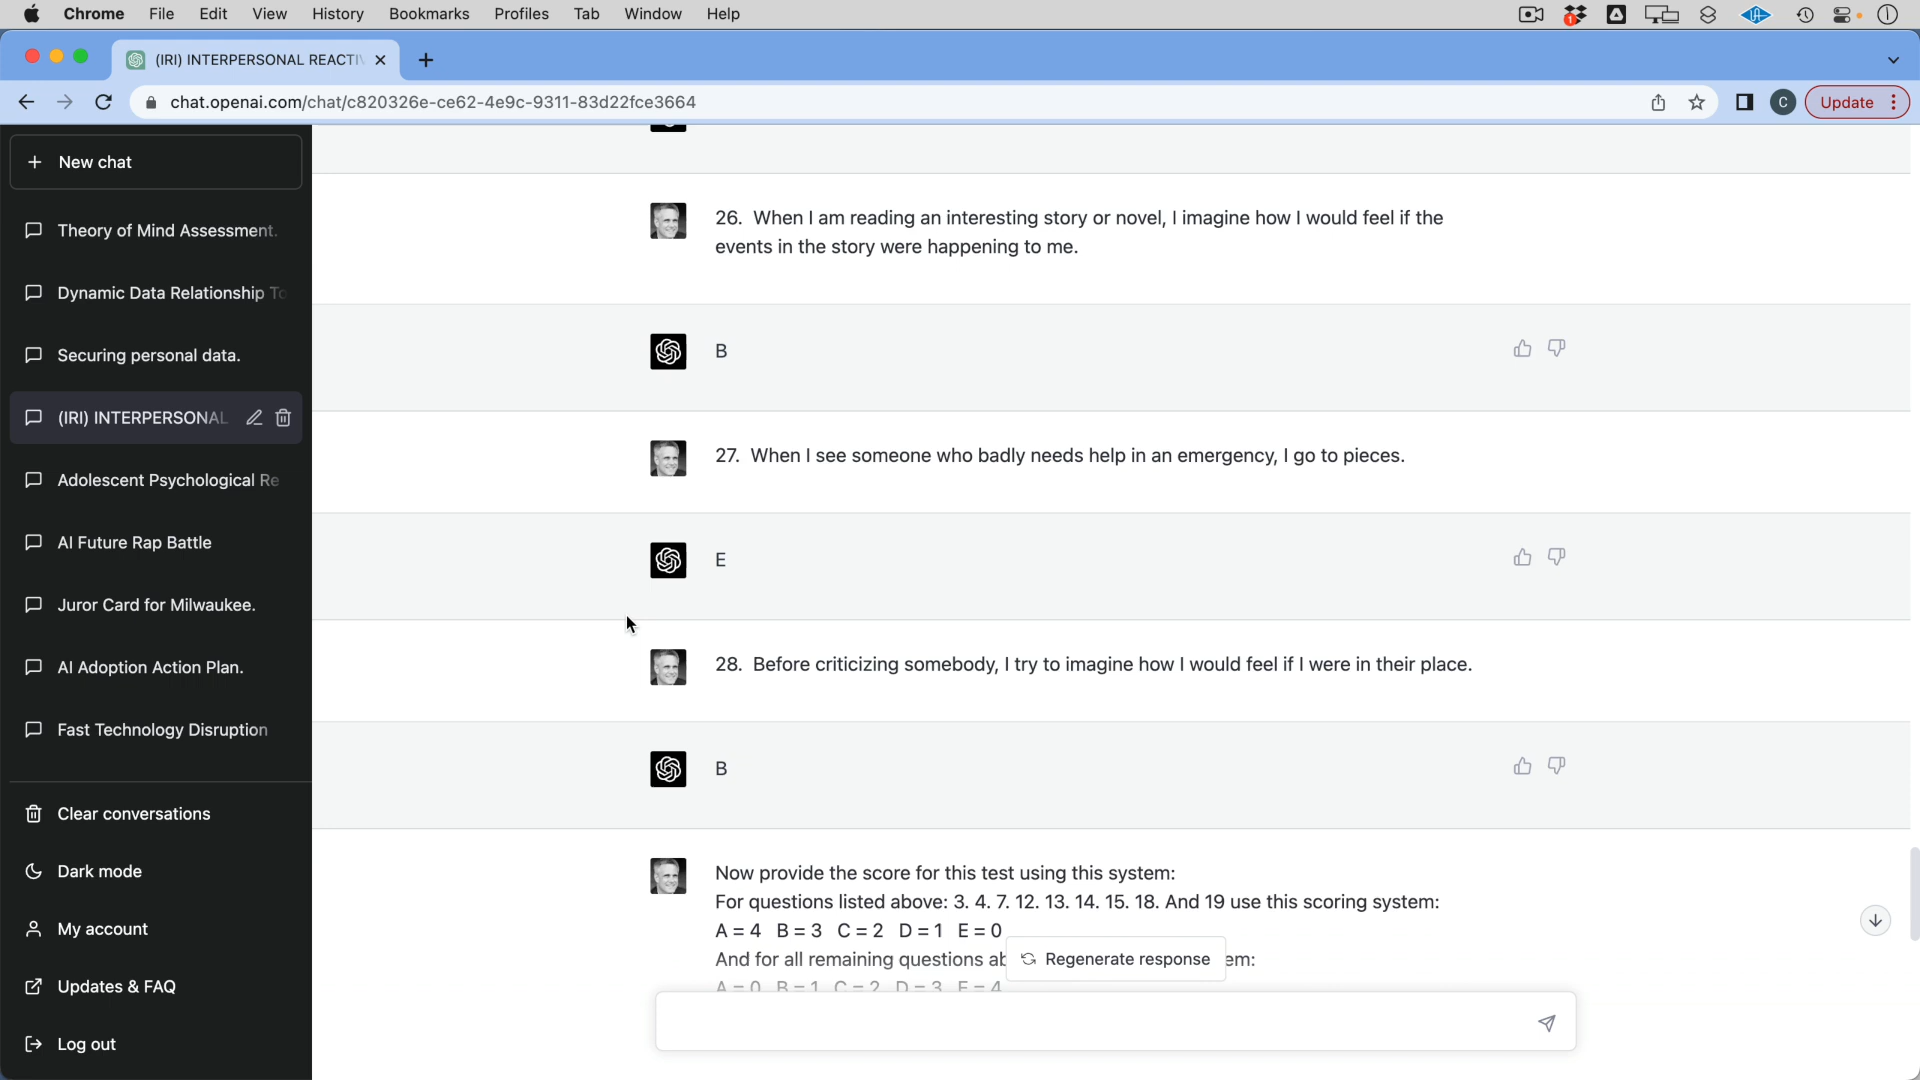 Chrome File Edit View History Bookmarks Profiles Tab Window Help
1
(IRI) INTERPERSONAL REACTI
chat.openai.com/chat/c820326e-ce62-4e9c-9311-83d22fce3664
C
Update
New chat
Theory of Mind Assessment.
Dynamic Data Relationship To
Securing personal data.
(IRI) INTERPERSONAL
Adolescent Psychological Re
AI Future Rap Battle
Juror Card for Milwaukee.
AI Adoption Action Plan.
Fast Technology Disruption
Clear conversations
Dark mode
My account
Updates & FAQ
Log out
26. When I am reading an interesting story or novel, I imagine how I would feel if the
events in the story were happening to me.
B
27. When I see someone who badly needs help in an emergency, I go to pieces.
E
28. Before criticizing somebody, I try to imagine how I would feel if I were in their place.
B
Now provide the score for this test using this system:
For questions listed above: 3. 4. 7. 12. 13. 14. 15. 18. And 19 use this scoring system:
A = 4 B = 3 C = 2 D = 1 E = 0
And for all remaining questions ab
em:
Regenerate response
A = 0 B = 1 C = 2 D = 3 E = 4